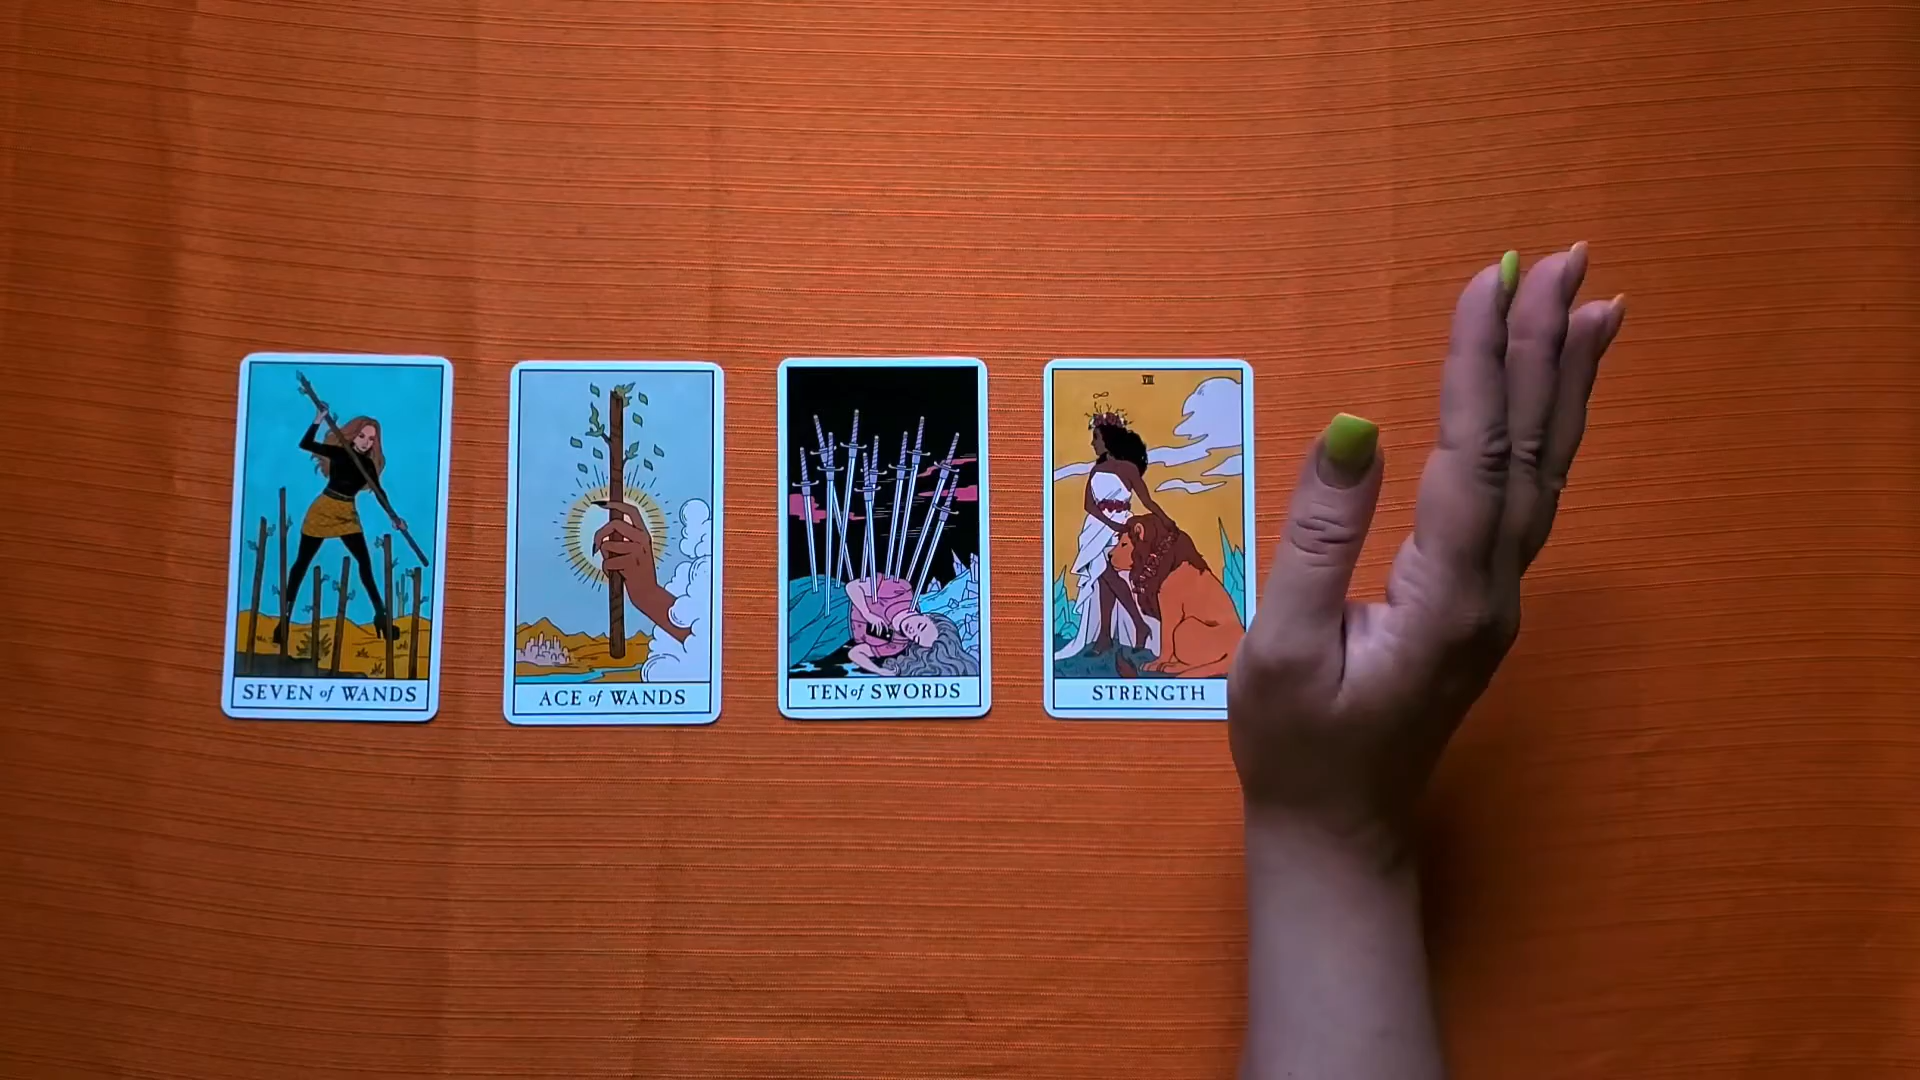 SEVEN of WANDS
ACE of WANDS
TEN of SWORDS
VIII
STRENGTH